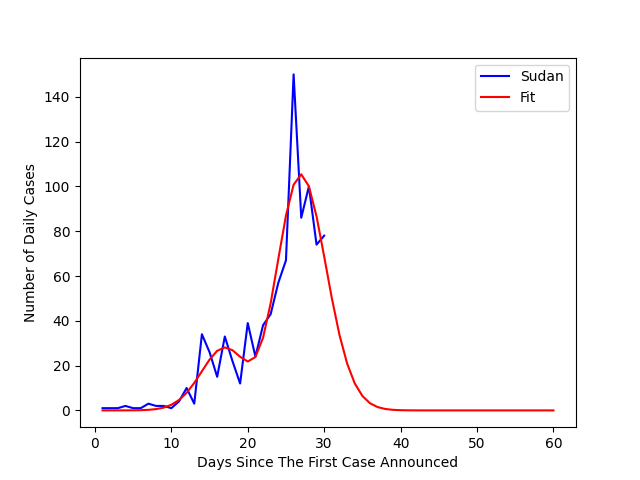 Sudan
Fit
Number of Daily Cases
140
120
100
80
60
40
20
0
0 10 20 30 40 50 60
Days Since The First Case Announced